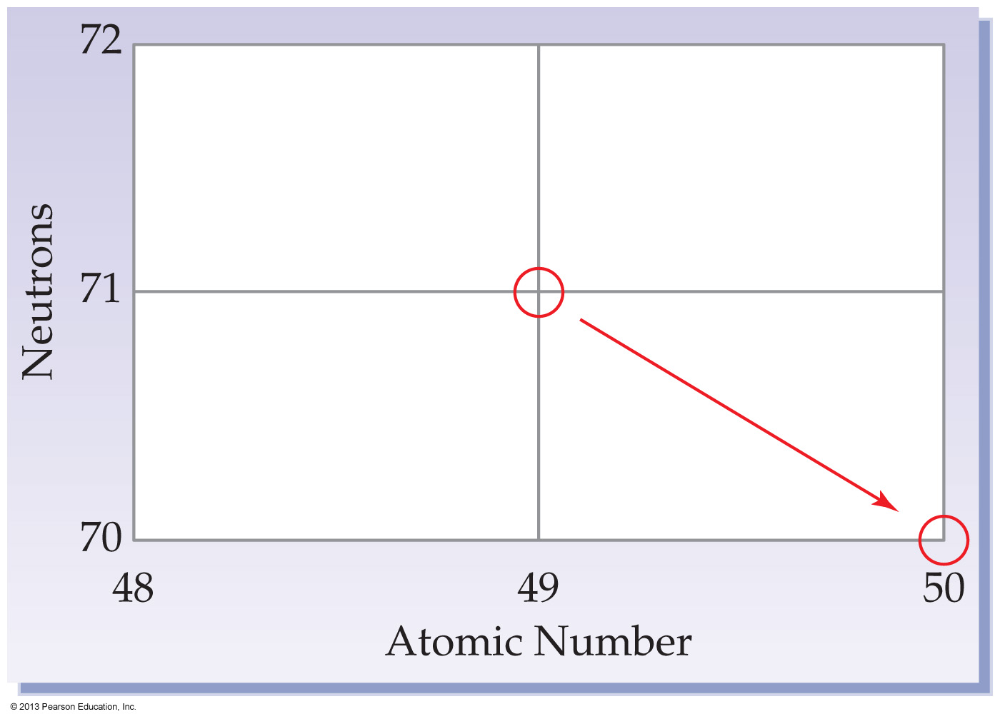 72
71
70
Neutrons
48 49 50
Atomic Number
© 2013 Pearson Education, Inc.